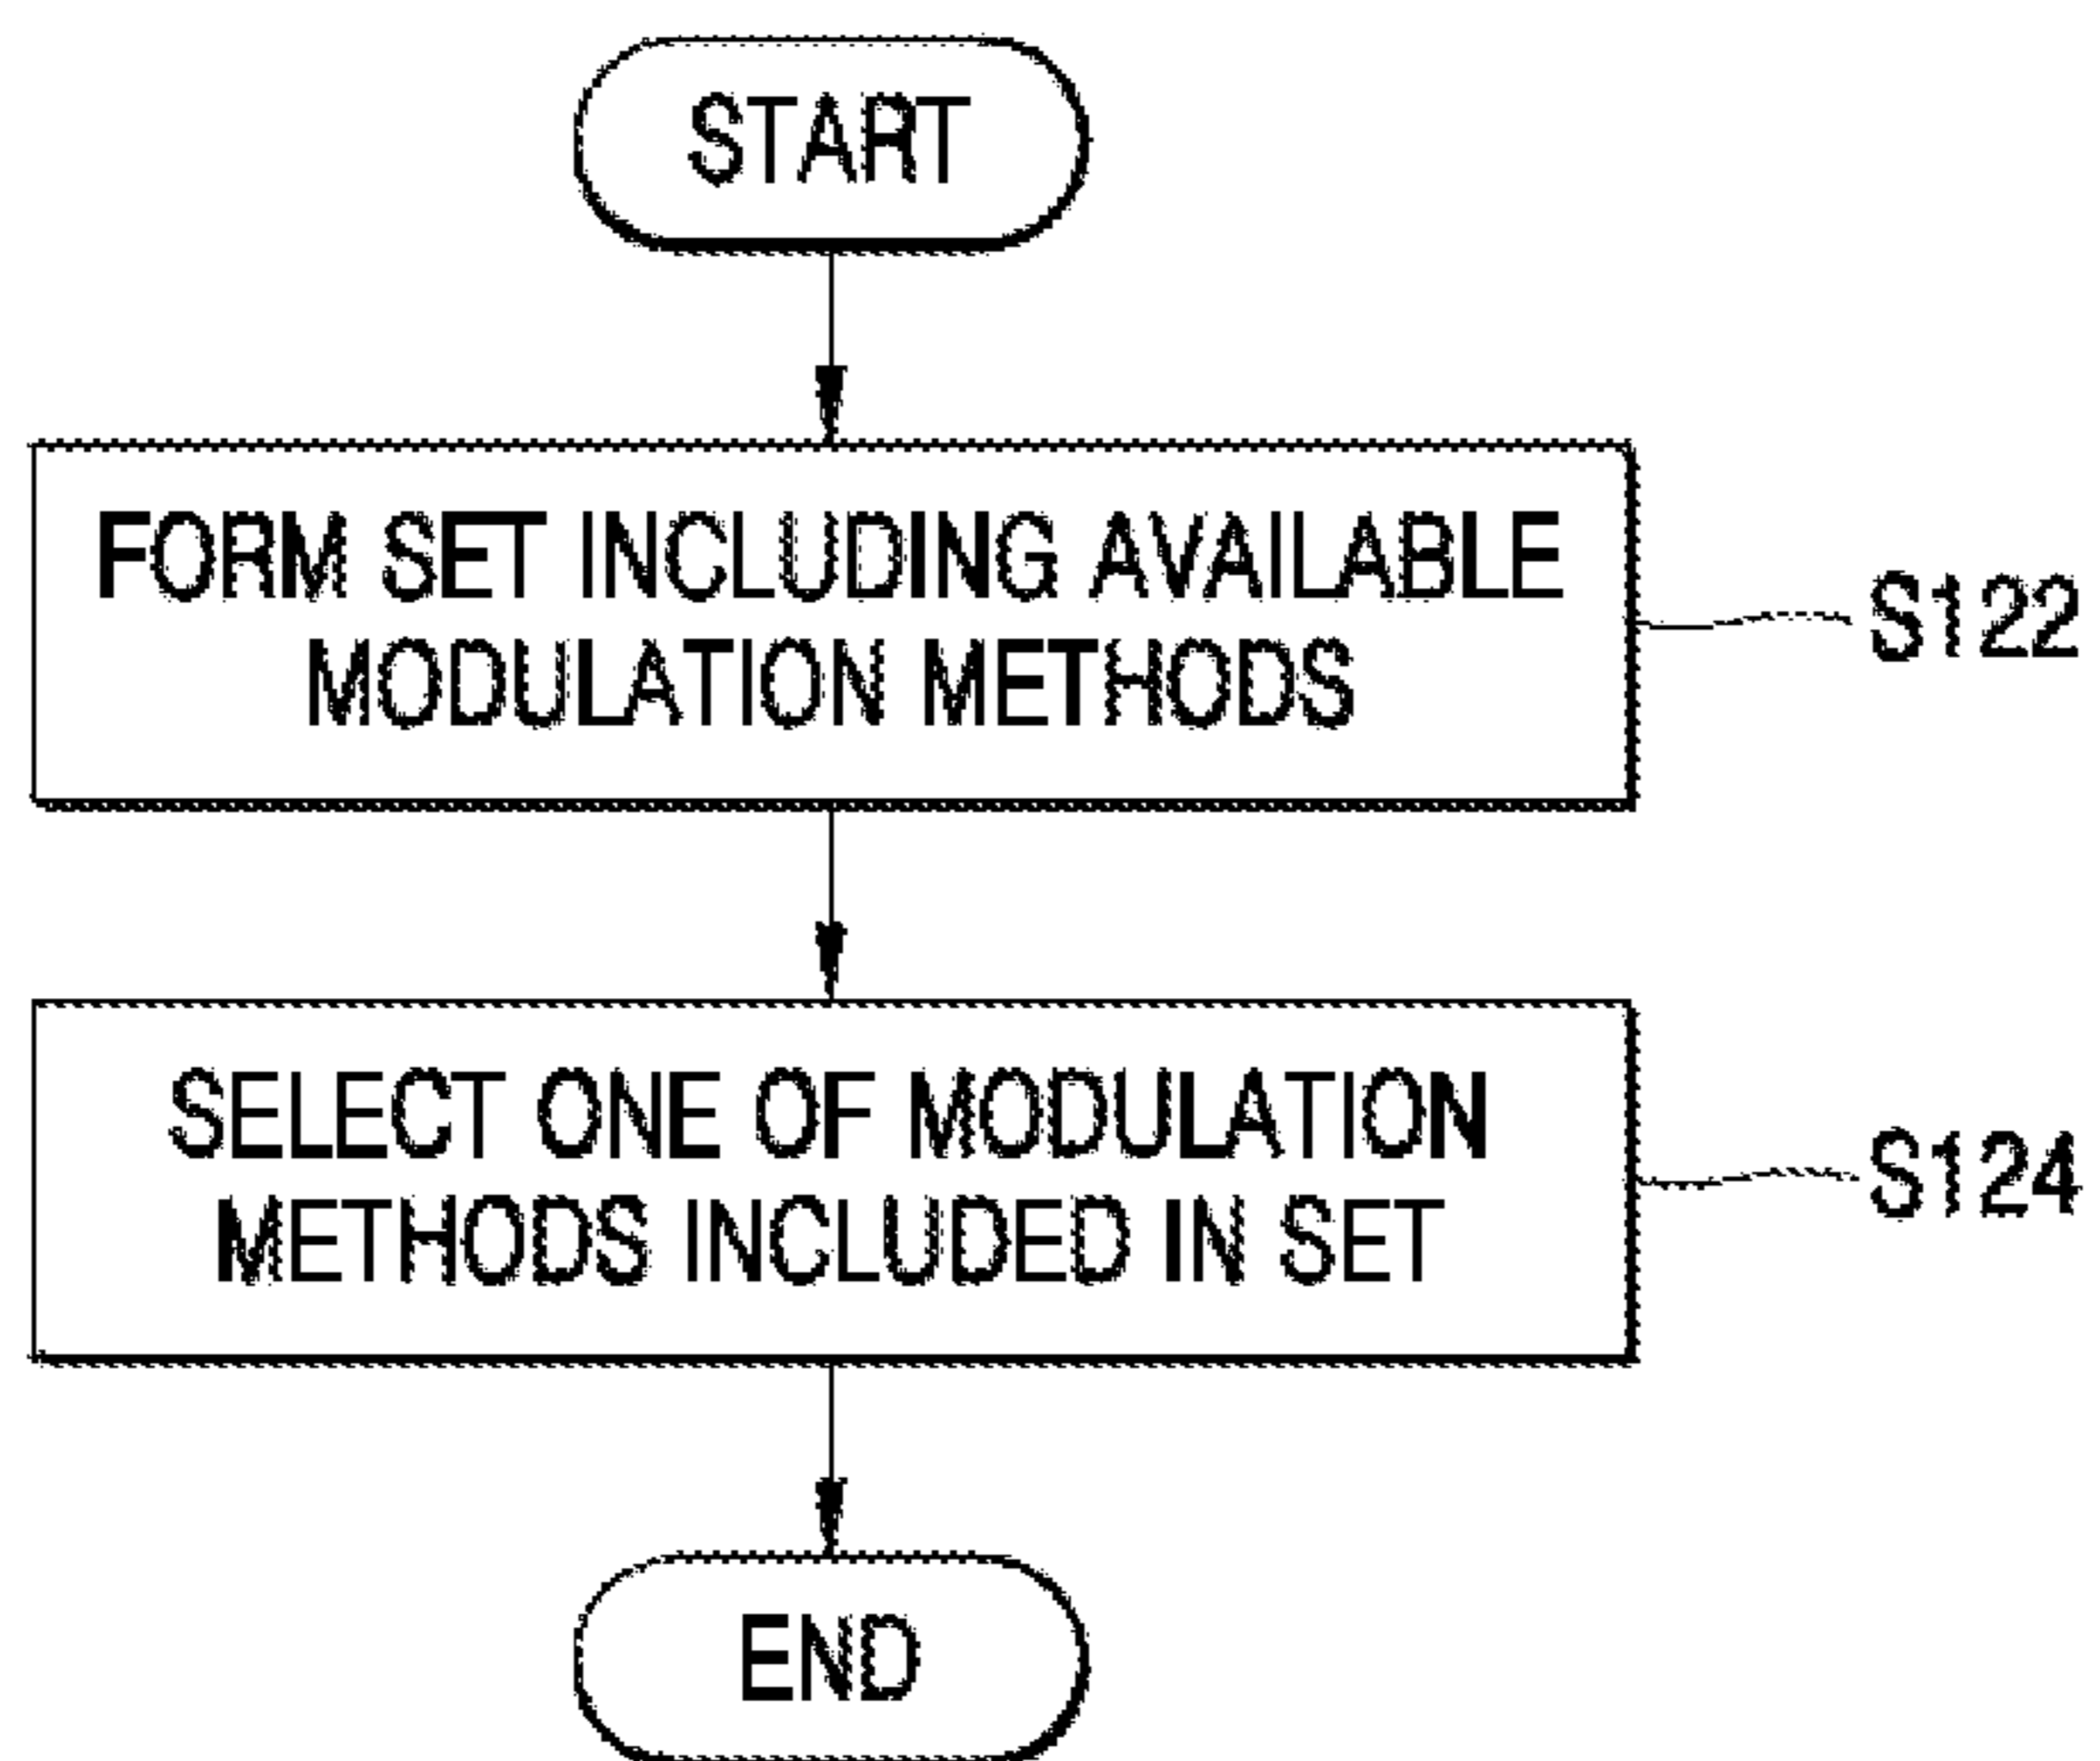 START
FORM SET INCLUDING AVAILABLE
MODULATION METHODS
S122
SELECT ONE OF MODULATION
METHODS INCLUDED IN SET
S124
END